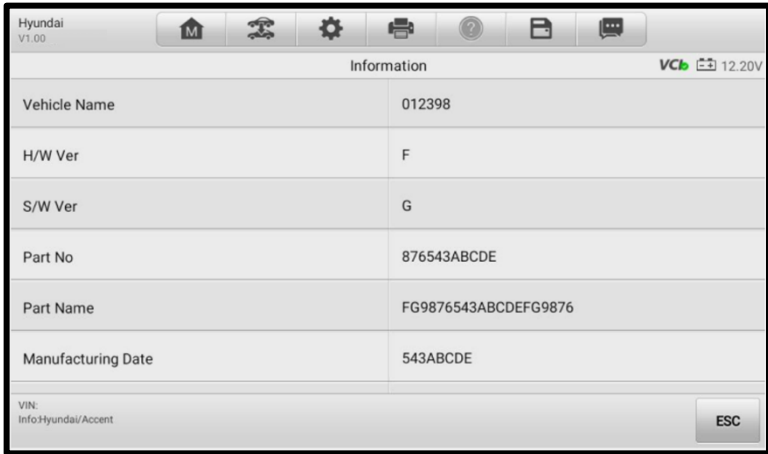 Hyundai
V1.00
M
Information
VCI 12.20V
Vehicle Name 012398
H/W Ver F
S/W Ver G
Part No 876543ABCDE
Part Name FG9876543ABCDEFG9876
Manufacturing Date 543ABCDE
VIN:
Info:Hyundai/Accent
ESC